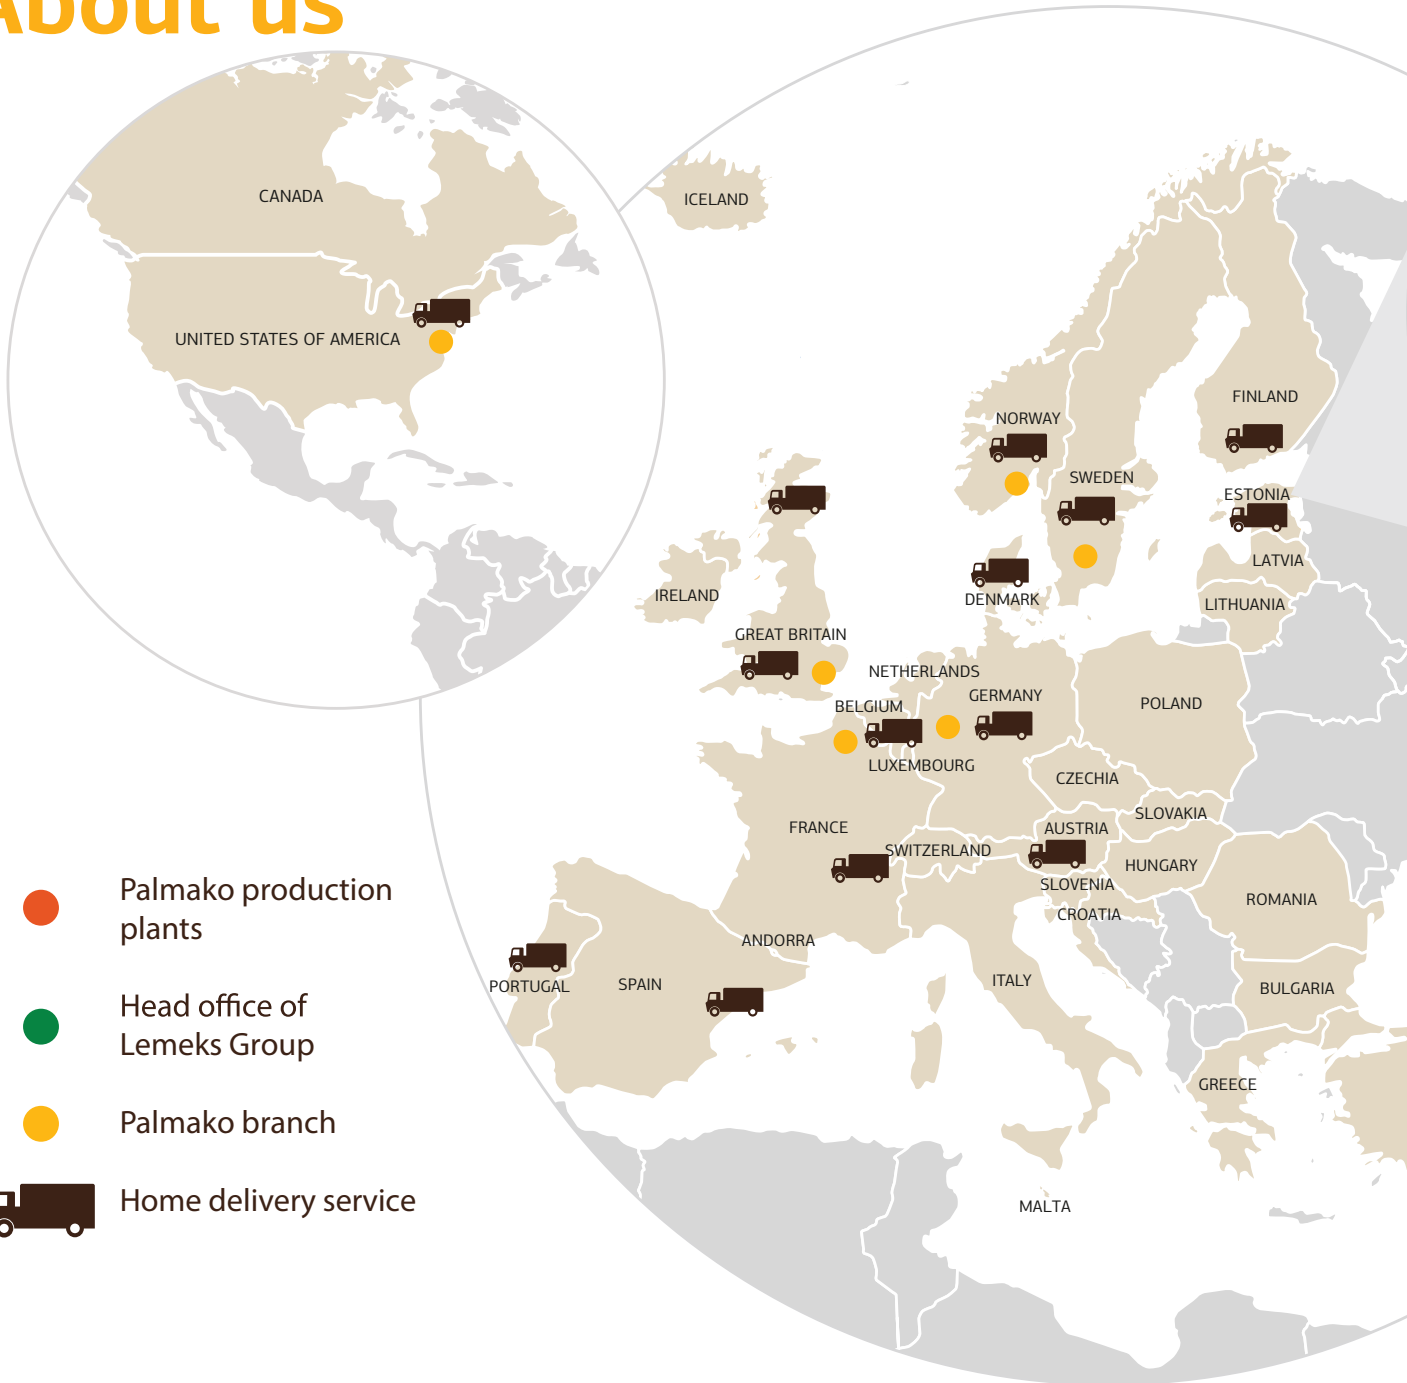 About us
CANADA
ICELAND
UNITED STATES OF AMERICA
FINLAND
NORWAY
SWEDEN
ESTONIA
LATVIA
IRELAND
DENMARK
LITHUANIA
GREAT BRITAIN
NETHERLANDS
GERMANY
BELGIUM
POLAND
LUXEMBOURG
CZECHIA
SLOVAKIA
FRANCE
AUSTRIA
SWITZERLAND
HUNGARY
SLOVENIA
ROMANIA
CROATIA
ANDORRA
ITALY
SPAIN
PORTUGAL
BULGARIA
GREECE
MALTA
Palmako production
plants
Head office of
Lemeks Group
Palmako branch
Home delivery service